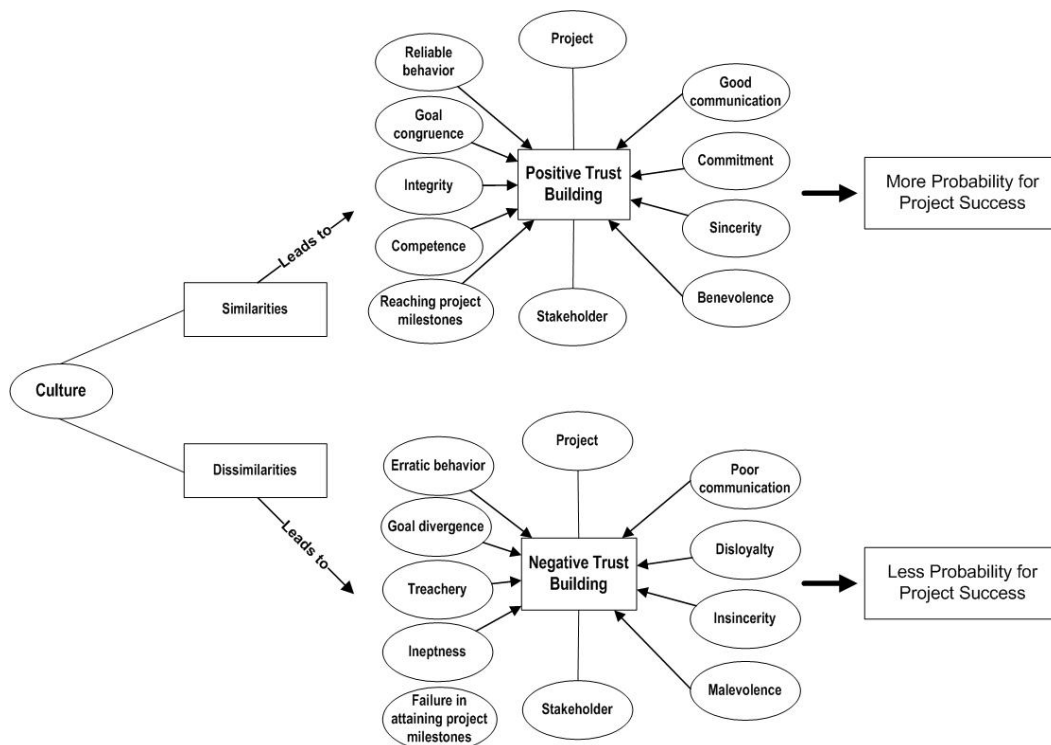 Project
Reliable
behavior
Good
communication
Goal
congruence
Commitment
Positive Trust
Building
Integrity
More Probability for
Project Success
Sincerity
Competence
Leads to
Reaching project
milestones
Benevolence
Similarities
Stakeholder
Culture
Project
Erratic behavior
Poor
communication
Dissimilarities
Goal divergence
Disloyalty
Leads to
Negative Trust
Building
Treachery
Less Probability for
Project Success
Insincerity
Ineptness
Malevolence
Failure in
attaining project
milestones
Stakeholder